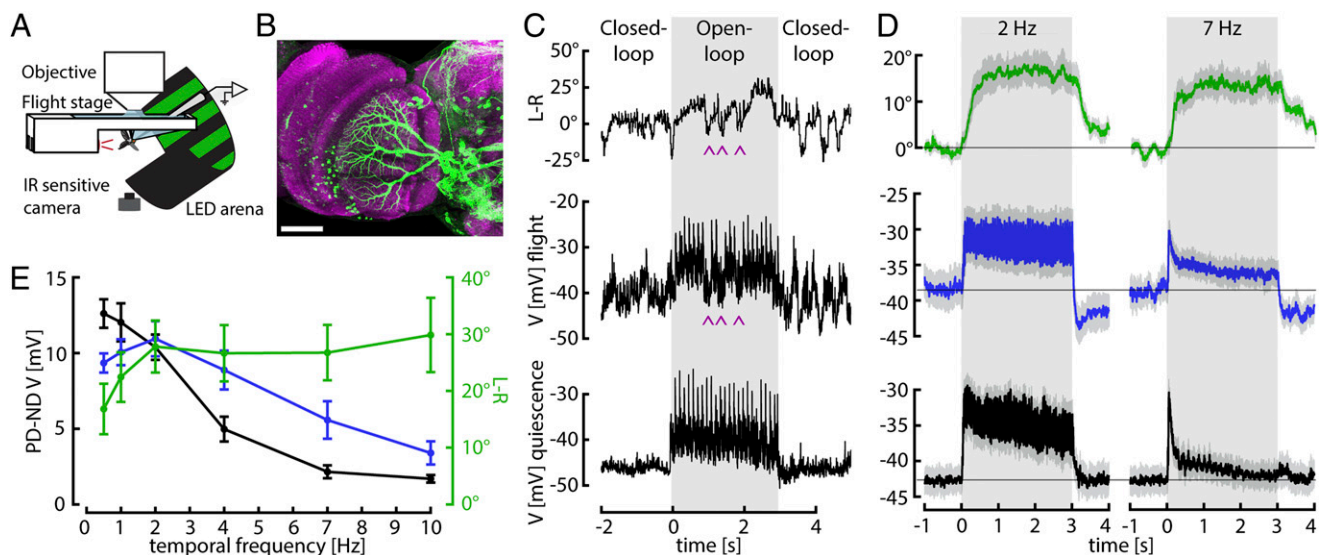 A
Objective
Flight stage
IR sensitive
camera
LED arena
B
C
Closed-
loop
Open-
loop
Closed-
loop
50°
25°
0°
-25°
L-R
^ ^ ^
-20
-30
-40
-50
V [mV] flight
^ ^ ^
-30
-40
-50
V [mV] quiescence
-2 0 2 4
time [s]
D
2 Hz 7 Hz
20°
10°
0°
-25
-30
-35
-40
-45
-30
-35
-40
-45
-1 0 1 2 3 4
-1 0 1 2 3 4
time [s]
E
15
10
5
0
PD-ND V [mV]
40°
30°
20°
10°
0°
L-R
0 1 2 3 4 5 6 7 8 9 10
temporal frequency [Hz]